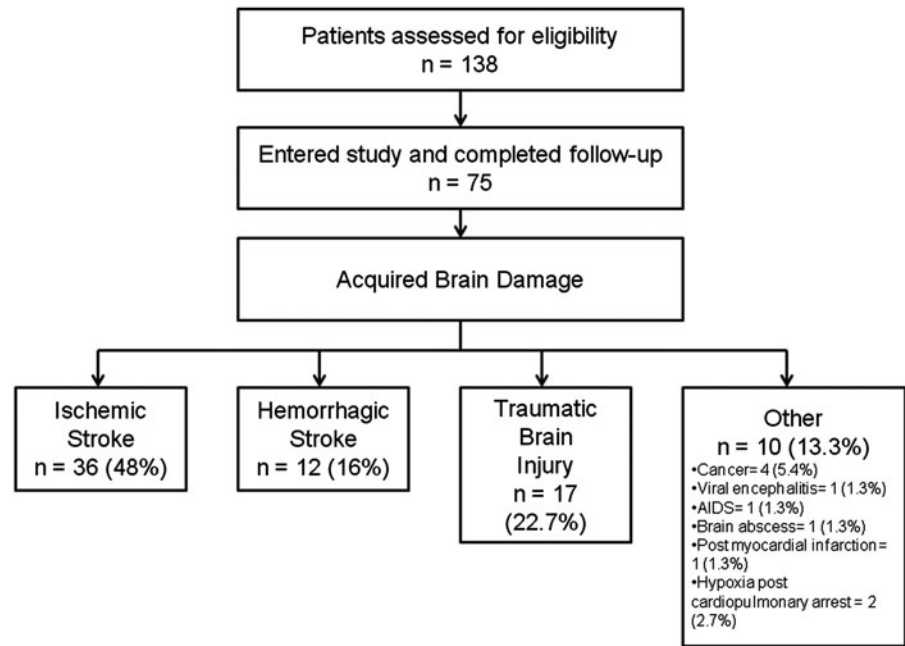 Patients assessed for eligibility
n = 138
Entered study and completed follow-up
n = 75
Acquired Brain Damage
Ischemic
Stroke
n = 36 (48%)
Hemorrhagic
Stroke
n = 12 (16%)
Traumatic
Brain
Injury
n = 17
(22.7%)
Other
n = 10 (13.3%)
•Cancer= 4 (5.4%)
•Viral encephalitis= 1 (1.3%)
•AIDS= 1 (1.3%)
•Brain abscess= 1 (1.3%)
•Post myocardial infarction=
1 (1.3%)
•Hypoxia post
cardiopulmonary arrest= 2
(2.7%)